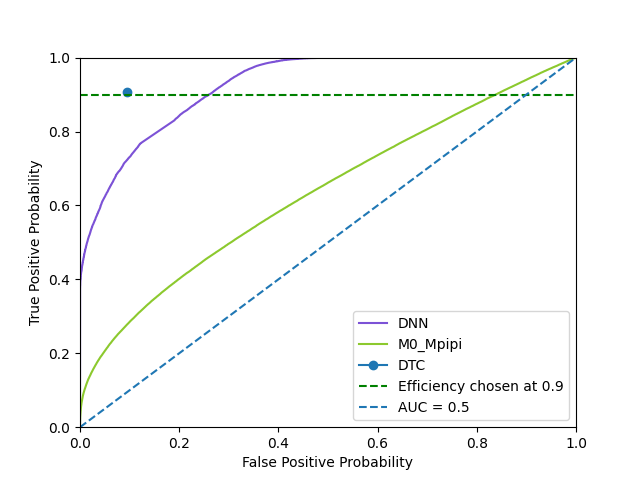 1.0
0.8
0.6
0.4
0.2
0.0
True Positive Probability
0.0 0.2 0.4 0.6 0.8 1.0
False Positive Probability
DNN
M0_Mpipi
DTC
Efficiency chosen at 0.9
AUC = 0.5